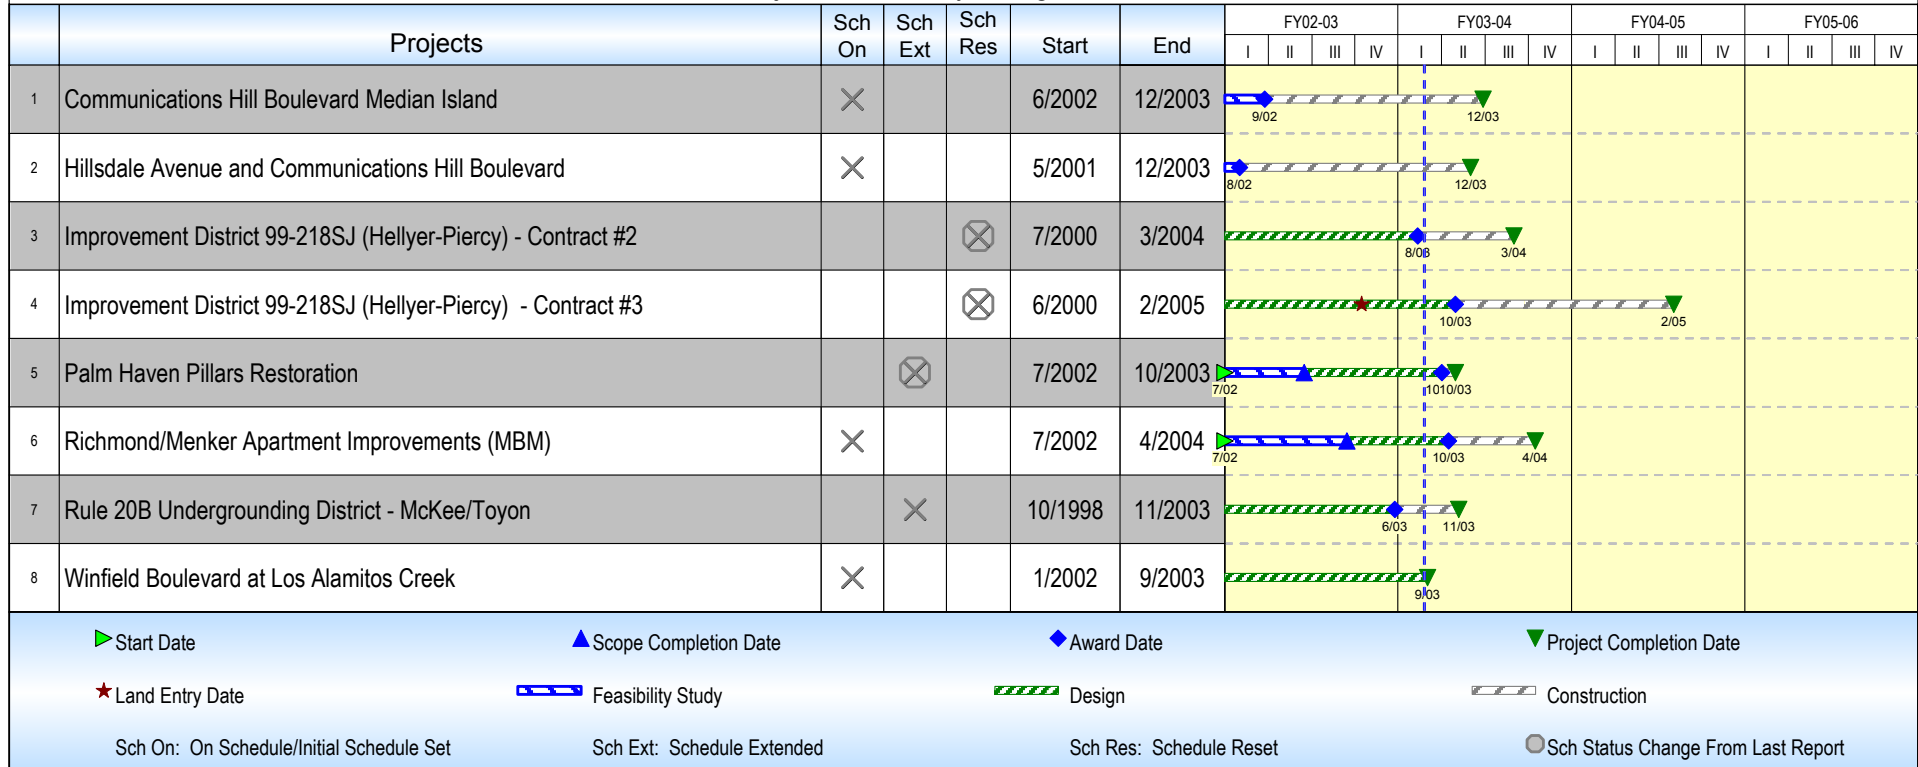 Projects Sch On Sch Ext Sch Res Start End FY02-03 FY03-04 FY04-05 FY05-06
I II III IV I II III IV I II III IV I II III IV
1 Communications Hill Boulevard Median Island 6/2002 12/2003 9/02 12/03
2 Hillsdale Avenue and Communications Hill Boulevard 5/2001 12/2003 8/02 12/03
3 Improvement District 99-218SJ (Hellyer-Piercy) - Contract #2 7/2000 3/2004 8/03 3/04
4 Improvement District 99-218SJ (Hellyer-Piercy) - Contract #3 6/2000 2/2005 10/03 2/05
5 Palm Haven Pillars Restoration 7/2002 10/2003 7/02 1010/03
6 Richmond/Menker Apartment Improvements (MBM) 7/2002 4/2004 7/02 10/03 4/04
7 Rule 20B Undergrounding District - McKee/Toyon 10/1998 11/2003 6/03 11/03
8 Winfield Boulevard at Los Alamitos Creek 1/2002 9/2003 9/03
Start Date Scope Completion Date Award Date Project Completion Date
Land Entry Date Feasibility Study Design Construction
Sch On: On Schedule/Initial Schedule Set Sch Ext: Schedule Extended Sch Res: Schedule Reset Sch Status Change From Last Report